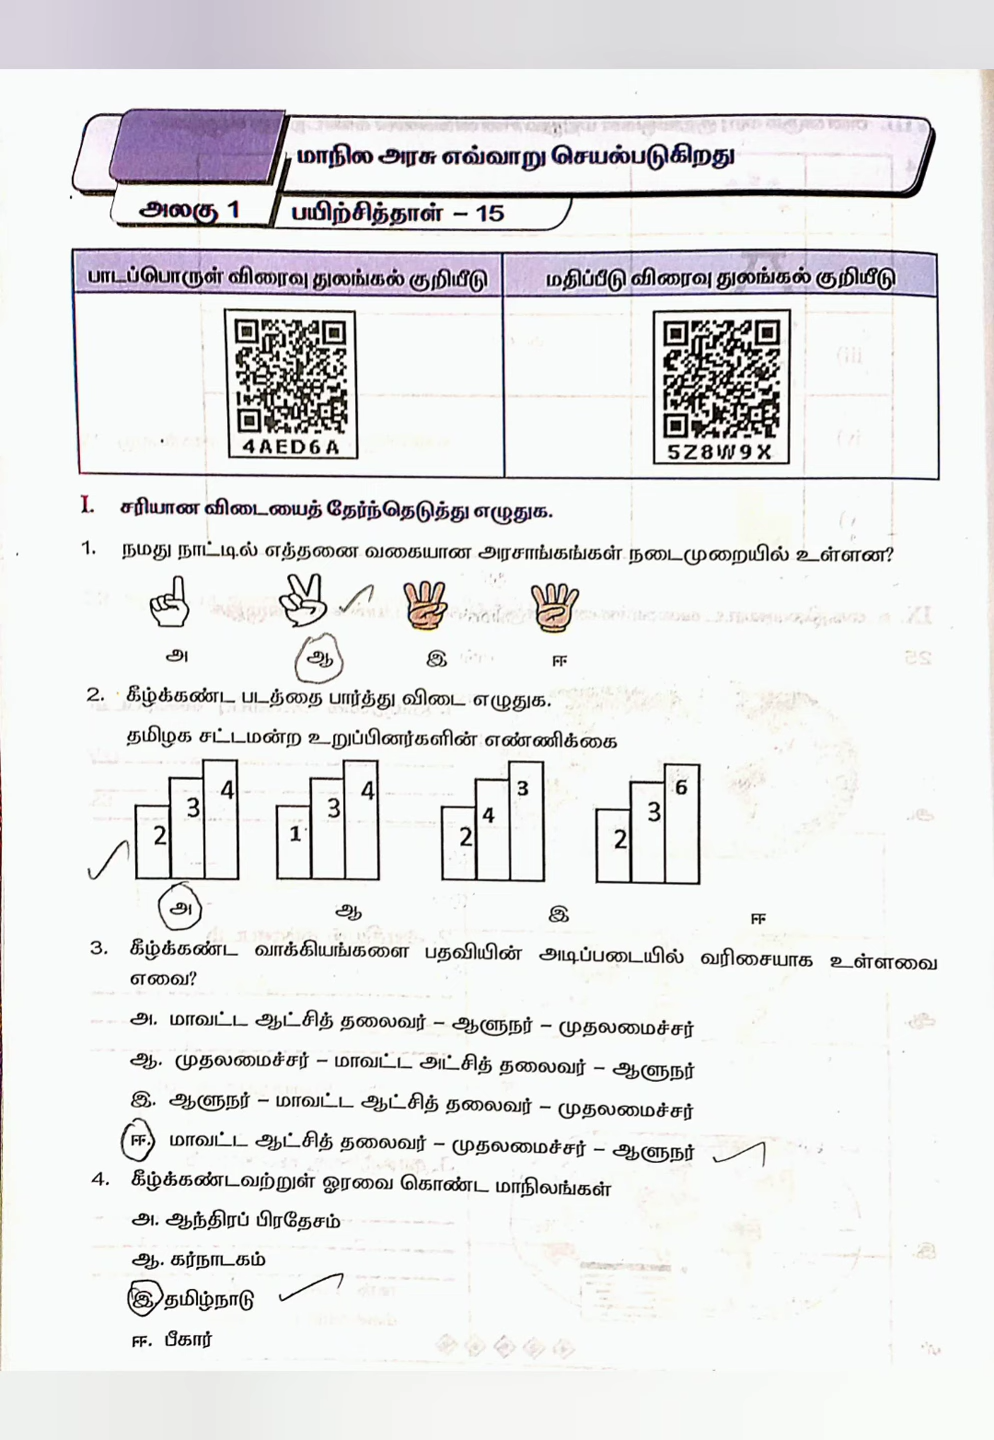 மாநில அரசு எவ்வாறு செயல்படுகிறது
அலகு 1 பயிற்சித்தாள் – 15
பாடப்பொருள் விரைவு துலங்கல் குறியீடு மதிப்பீடு விரைவு துலங்கல் குறியீடு
4AED6A 5Z8W9X
I. சரியான விடையைத் தேர்ந்தெடுத்து எழுதுக.
1. நமது நாட்டில் எத்தனை வகையான அரசாங்கங்கள் நடைமுறையில் உள்ளன?
அ ஆ இ ஈ
2. கீழ்க்கண்ட படத்தை பார்த்து விடை எழுதுக.
தமிழக சட்டமன்ற உறுப்பினர்களின் எண்ணிக்கை
2 3 4 1 3 4 2 4 3 2 3 6
அ ஆ இ ஈ
3. கீழ்க்கண்ட வாக்கியங்களை பதவியின் அடிப்படையில் வரிசையாக உள்ளவை
எவை?
அ. மாவட்ட ஆட்சித் தலைவர் – ஆளுநர் – முதலமைச்சர்
ஆ. முதலமைச்சர் – மாவட்ட அட்சித் தலைவர் – ஆளுநர்
இ. ஆளுநர் – மாவட்ட ஆட்சித் தலைவர் – முதலமைச்சர்
ஈ. மாவட்ட ஆட்சித் தலைவர் – முதலமைச்சர் – ஆளுநர்
4. கீழ்க்கண்டவற்றுள் ஓரவை கொண்ட மாநிலங்கள்
அ. ஆந்திரப் பிரதேசம்
ஆ. கர்நாடகம்
இ. தமிழ்நாடு
ஈ. பீகார்